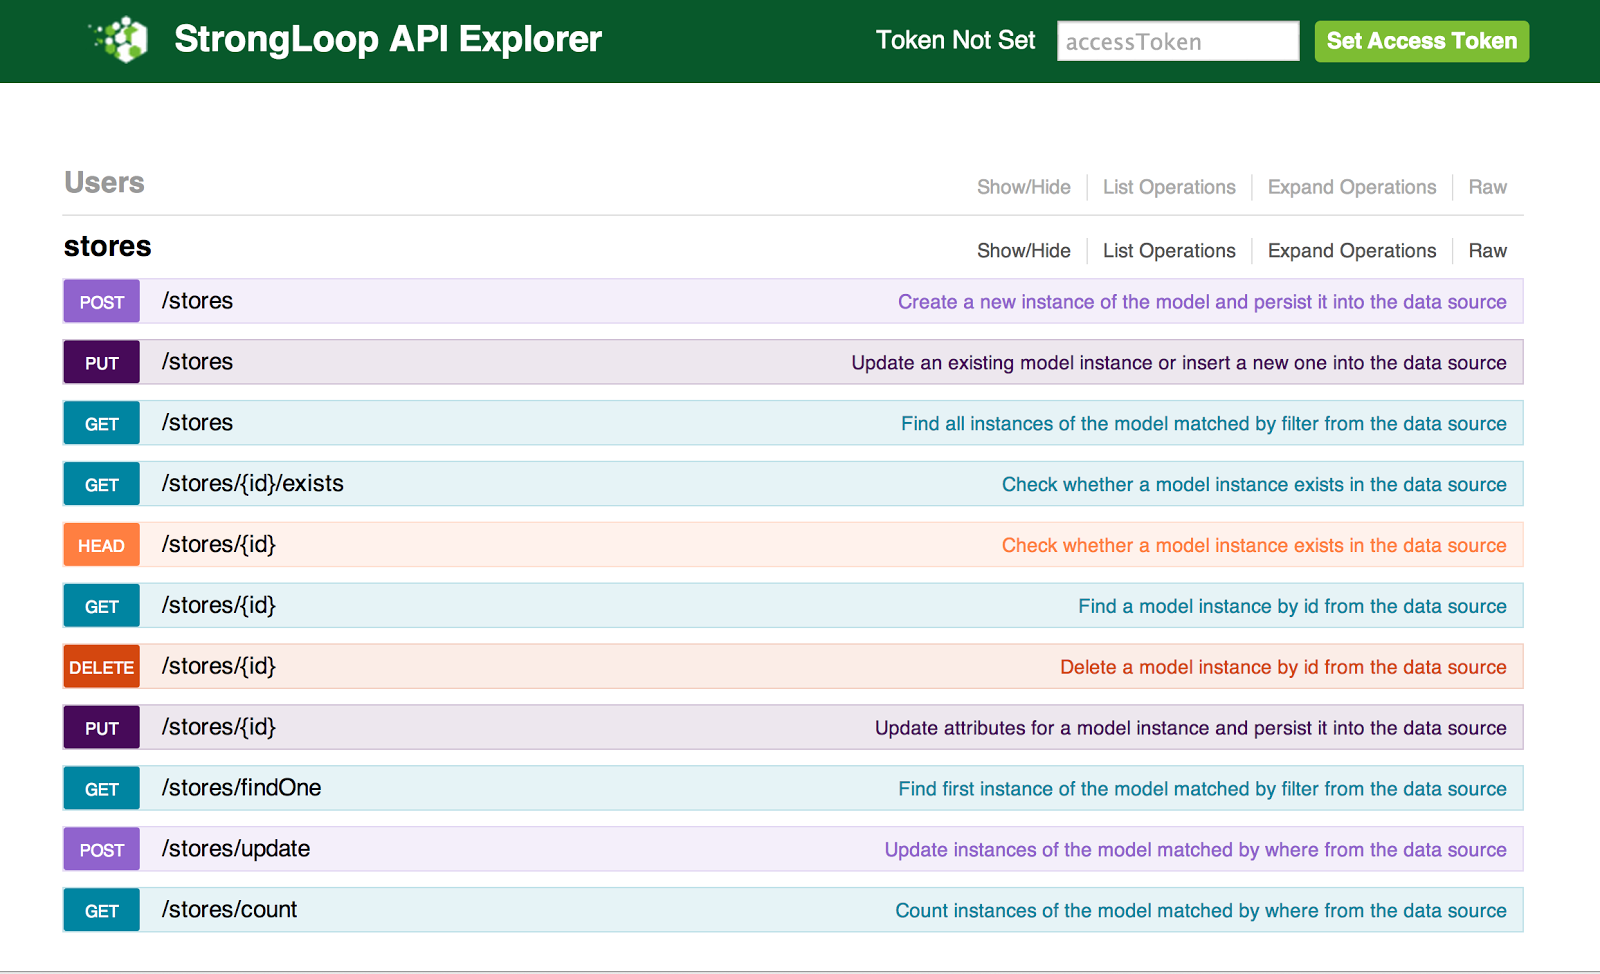 StrongLoop API Explorer Token Not Set accessToken Set Access Token
Users Show/Hide List Operations Expand Operations Raw
stores Show/Hide List Operations Expand Operations Raw
POST /stores Create a new instance of the model and persist it into the data source
PUT /stores Update an existing model instance or insert a new one into the data source
GET /stores Find all instances of the model matched by filter from the data source
GET /stores/{id}/exists Check whether a model instance exists in the data source
HEAD /stores/{id} Check whether a model instance exists in the data source
GET /stores/{id} Find a model instance by id from the data source
DELETE /stores/{id} Delete a model instance by id from the data source
PUT /stores/{id} Update attributes for a model instance and persist it into the data source
GET /stores/findOne Find first instance of the model matched by filter from the data source
POST /stores/update Update instances of the model matched by where from the data source
GET /stores/count Count instances of the model matched by where from the data source